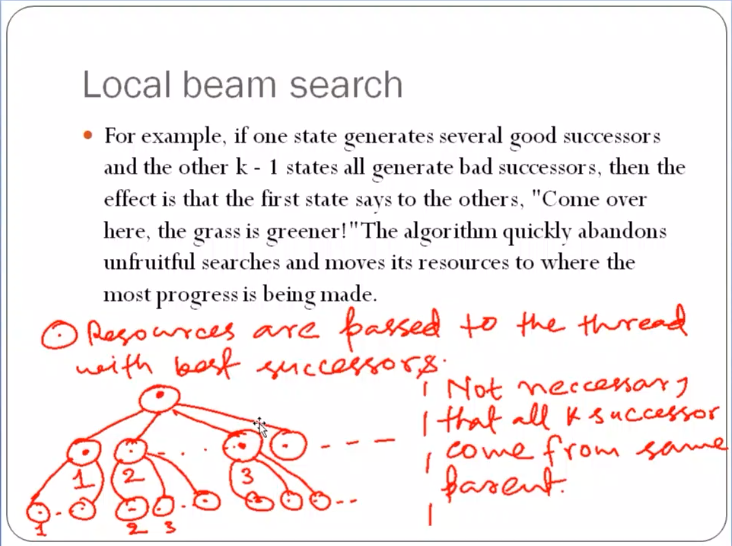 Local beam search
• For example, if one state generates several good successors
and the other k - 1 states all generate bad successors, then the
effect is that the first state says to the others, "Come over
here, the grass is greener!"The algorithm quickly abandons
unfruitful searches and moves its resources to where the
most progress is being made.
⊙ Resources are passed to the thread
with best successors.
Not neccessary
that all K successor
come from same
parent.
1 2 3
1 2 3